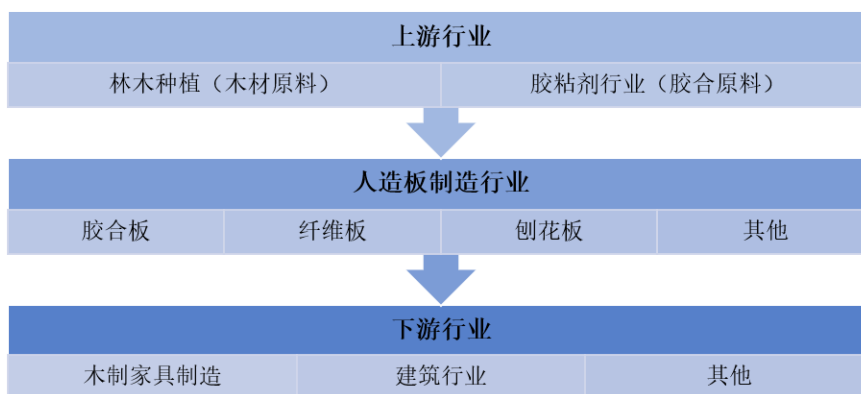 上游行业
林木种植（木材原料） 胶粘剂行业（胶合原料）
人造板制造行业
胶合板 纤维板 刨花板 其他
下游行业
木制家具制造 建筑行业 其他